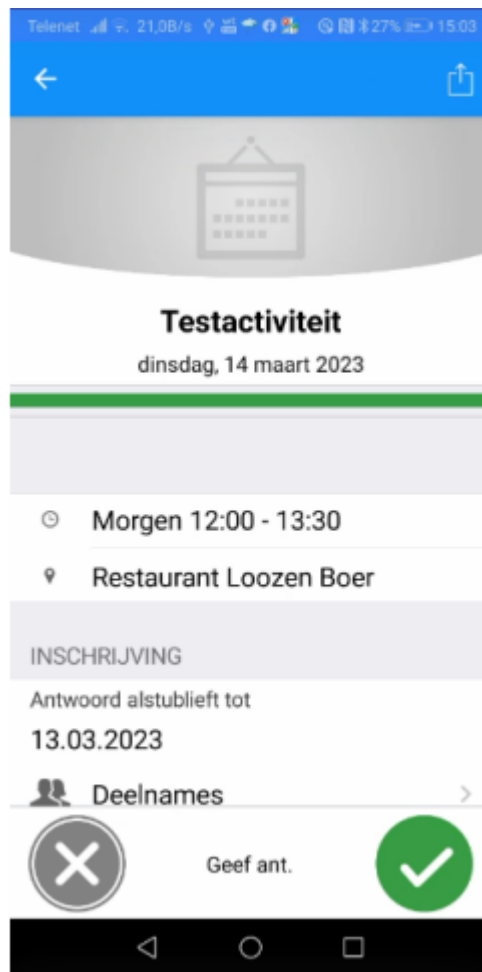 Telenet 21,0B/s 27% 15:03
Testactiviteit
dinsdag, 14 maart 2023
Morgen 12:00 - 13:30
Restaurant Loozen Boer
INSCHRIJVING
Antwoord alstublieft tot
13.03.2023
Deelnames
Geef ant.